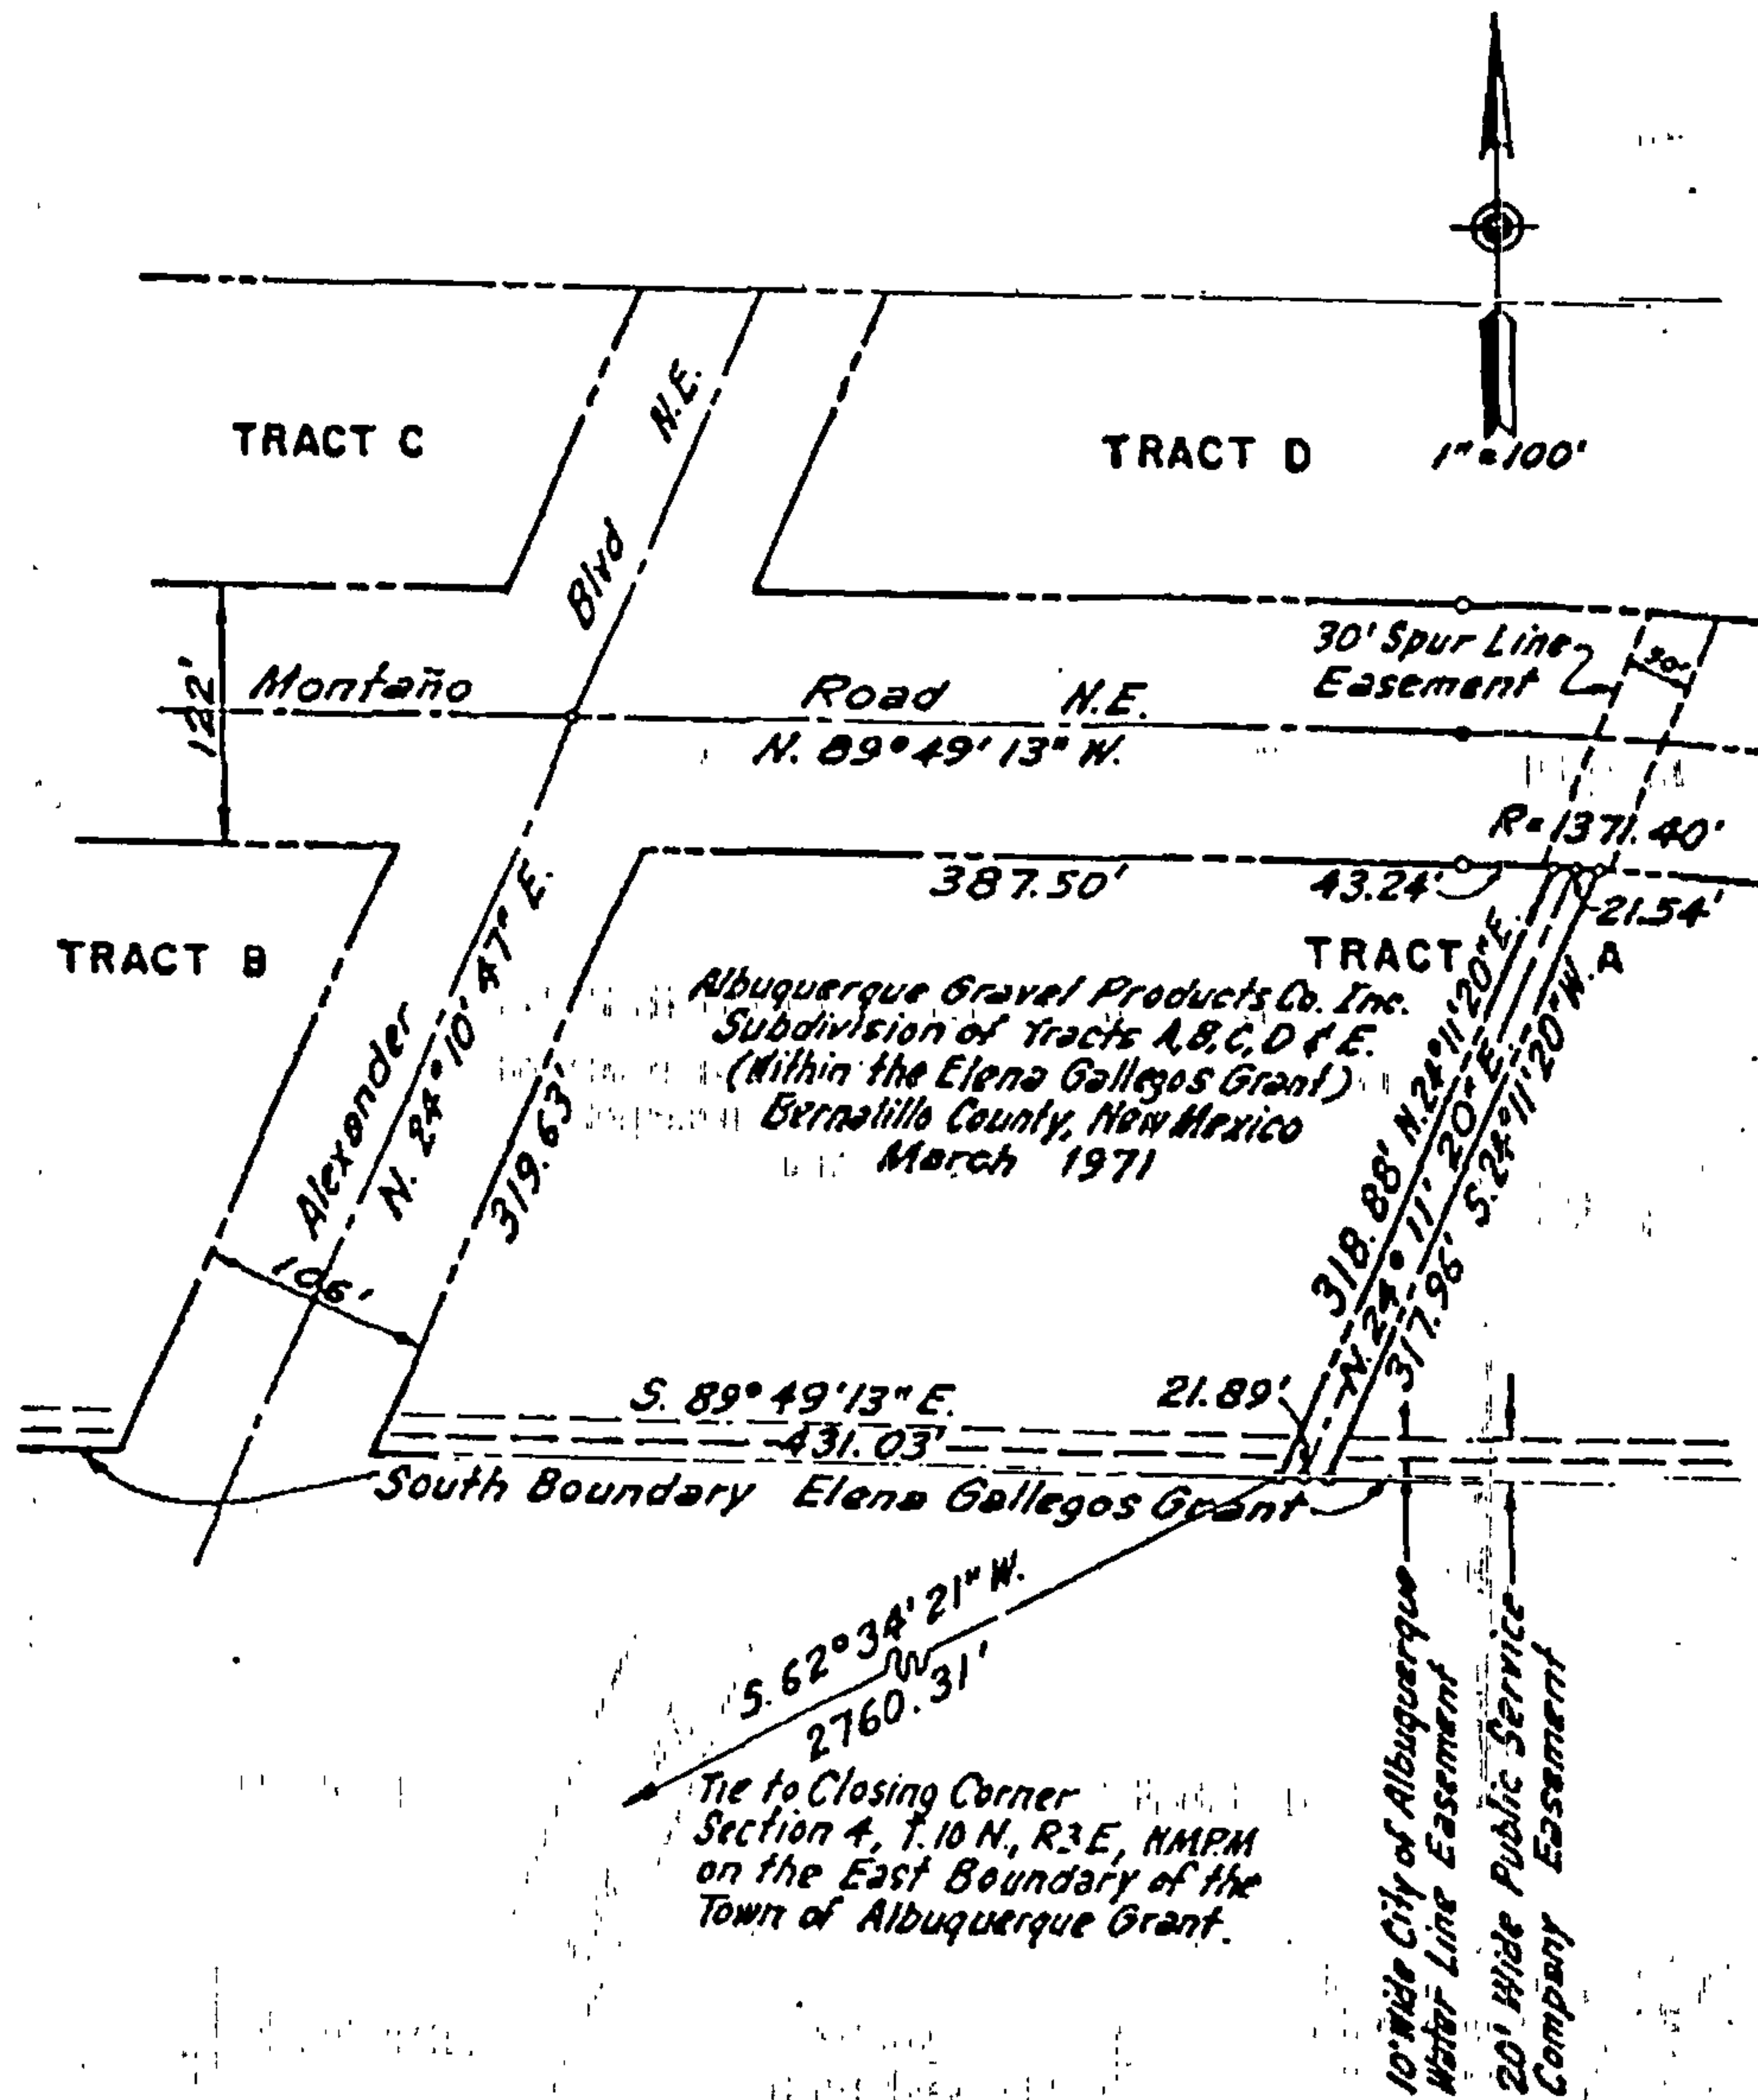 N.E.
TRACT C
TRACT D
1"=100'
Blvd
30' Spur Line
Easement
30'
122'
Montaño Road N.E.
N. 89° 49' 13" W.
R=1371.40'
387.50'
43.24'
21.54'
TRACT B
TRACT A
N. 24° 10' 47" E.
Alexander
319.63'
Albuquerque Gravel Products Co. Inc.
Subdivision of Tracts A,B,C,D & E.
(Within the Elena Gallegos Grant)
Bernalillo County, New Mexico
March 1971
318.88' N.24°11'20"E.
N. 24° 11' 20" E.
317.96' S.24°11'20"W.
106'
S. 89° 49' 13" E.
431.03'
21.89'
South Boundary Elena Gallegos Grant
S. 62° 34' 21" W.
2760.31'
Tie to Closing Corner
Section 4, T.10 N., R3E, NMPM
on the East Boundary of the
Town of Albuquerque Grant.
10' Wide City of Albuquerque
Water Line Easement
20' Wide Public Service
Company Easement